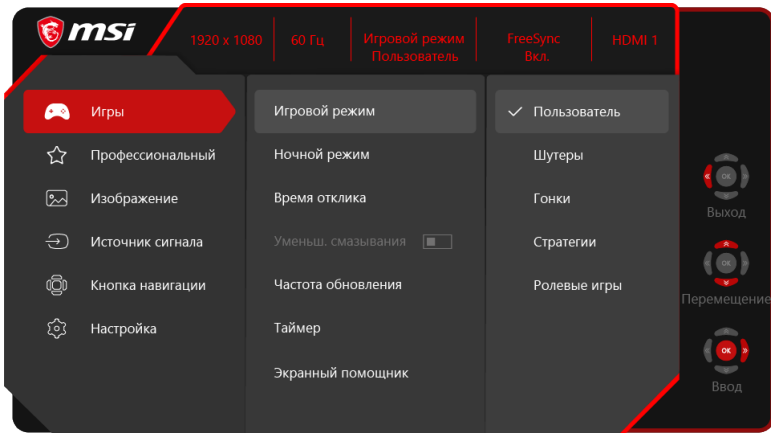 msi
1920 x 1080
60 Гц
Игровой режим
Пользователь
FreeSync
Вкл.
HDMI 1
Игры
Профессиональный
Изображение
Источник сигнала
Кнопка навигации
Настройка
Игровой режим
Ночной режим
Время отклика
Уменьш. смазывания
Частота обновления
Таймер
Экранный помощник
Пользователь
Шутеры
Гонки
Стратегии
Ролевые игры
OK
Выход
OK
Перемещение
OK
Ввод